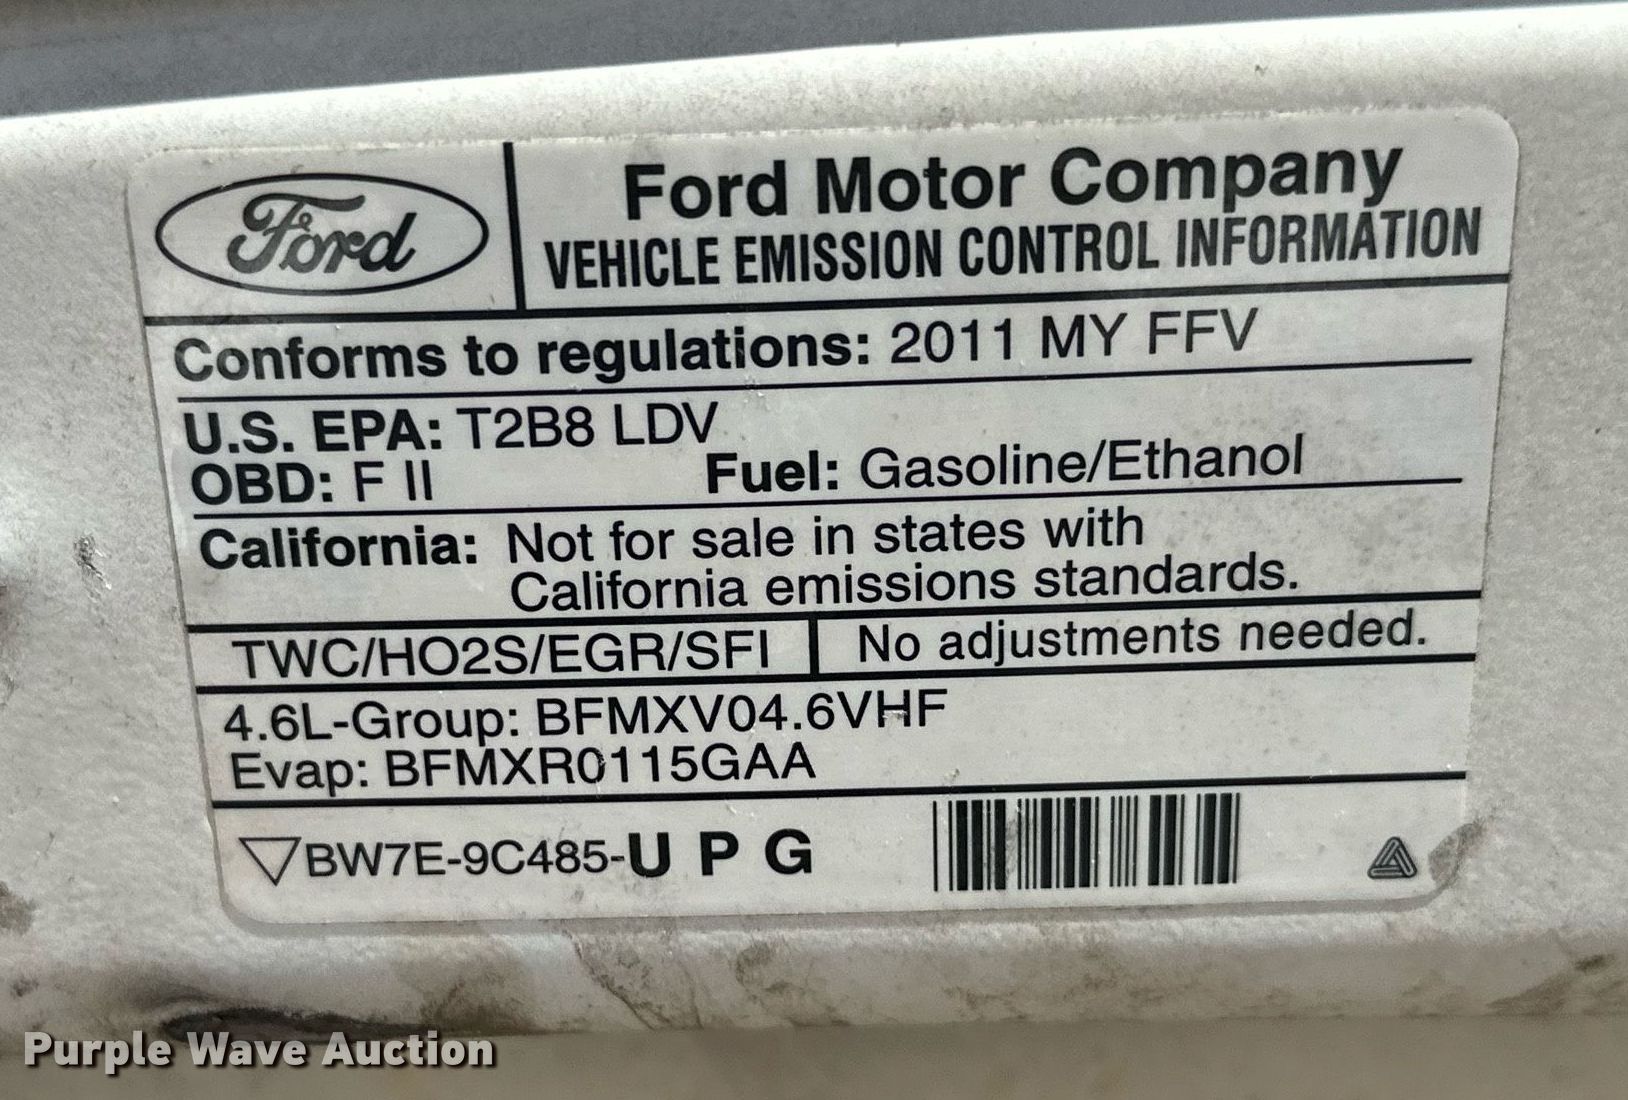 Ford
Ford Motor Company
VEHICLE EMISSION CONTROL INFORMATION
Conforms to regulations: 2011 MY FFV
U.S. EPA: T2B8 LDV
OBD: F II Fuel: Gasoline/Ethanol
California: Not for sale in states with
California emissions standards.
TWC/HO2S/EGR/SFI No adjustments needed.
4.6L-Group: BFMXV04.6VHF
Evap: BFMXR0115GAA
BW7E-9C485-U P G
Purple Wave Auction